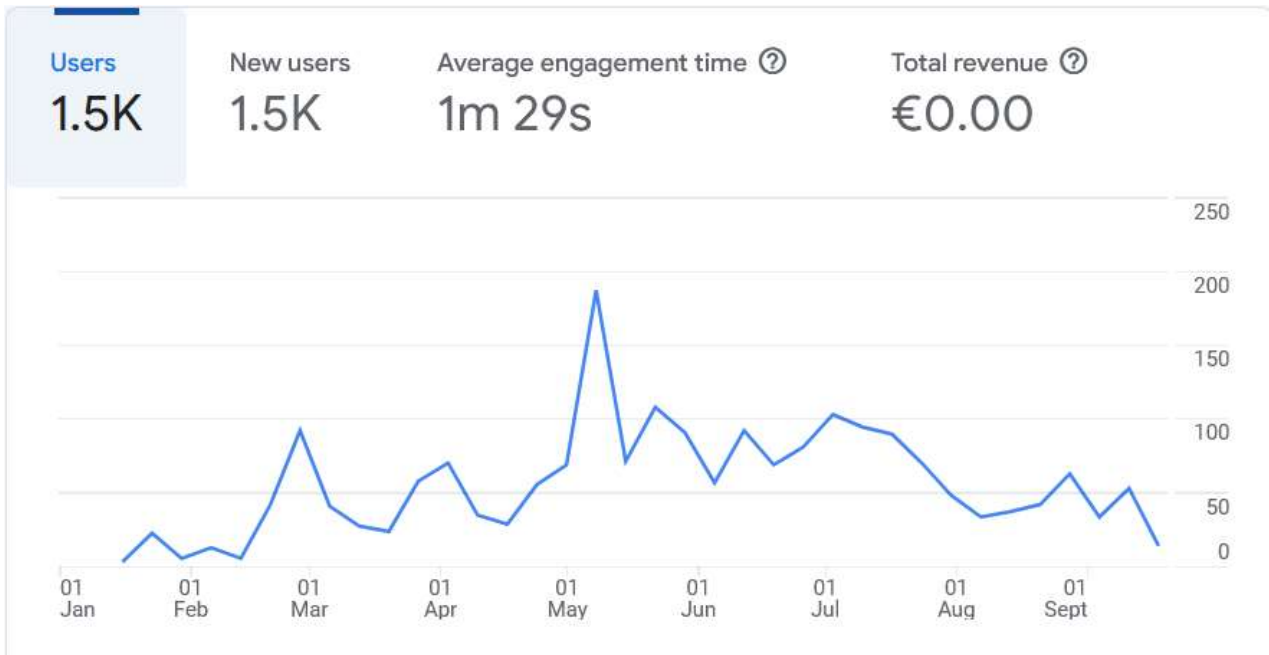 Users New users Average engagement time ? Total revenue ?
1.5K 1.5K 1m 29s €0.00
250
200
150
100
50
0
01 01 01 01 01 01 01 01 01
Jan Feb Mar Apr May Jun Jul Aug Sept